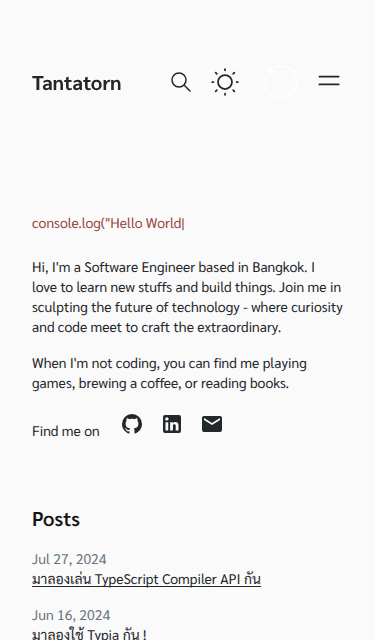 Tantatorn
console.log("Hello World|
Hi, I'm a Software Engineer based in Bangkok. I
love to learn new stuffs and build things. Join me in
sculpting the future of technology - where curiosity
and code meet to craft the extraordinary.
When I'm not coding, you can find me playing
games, brewing a coffee, or reading books.
Find me on
Posts
Jul 27, 2024
มาลองเล่น TypeScript Compiler API กัน
Jun 16, 2024
มาลองใช้ Typia กัน !